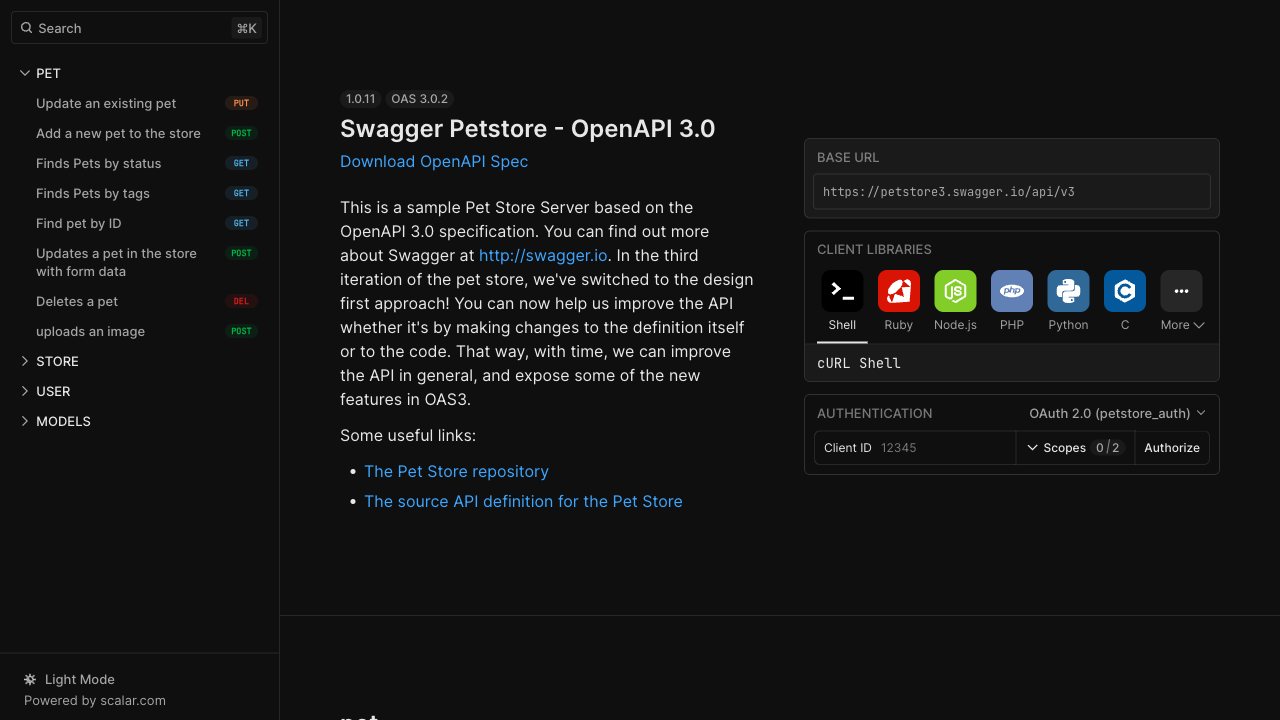 Search
⌘K
PET
Update an existing pet PUT
Add a new pet to the store POST
Finds Pets by status GET
Finds Pets by tags GET
Find pet by ID GET
Updates a pet in the store POST
with form data
Deletes a pet DEL
uploads an image POST
STORE
USER
MODELS
Light Mode
Powered by scalar.com
1.0.11 OAS 3.0.2
Swagger Petstore - OpenAPI 3.0
Download OpenAPI Spec
This is a sample Pet Store Server based on the
OpenAPI 3.0 specification. You can find out more
about Swagger at http://swagger.io. In the third
iteration of the pet store, we've switched to the design
first approach! You can now help us improve the API
whether it's by making changes to the definition itself
or to the code. That way, with time, we can improve
the API in general, and expose some of the new
features in OAS3.
Some useful links:
• The Pet Store repository
• The source API definition for the Pet Store
BASE URL
https://petstore3.swagger.io/api/v3
CLIENT LIBRARIES
php
Shell Ruby Node.js PHP Python C More
cURL Shell
AUTHENTICATION OAuth 2.0 (petstore_auth)
Client ID 12345 Scopes 0/2 Authorize
pet